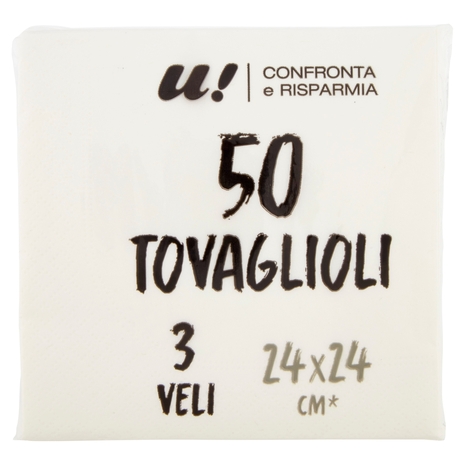 u! CONFRONTA
e RISPARMIA
50
TOVAGLIOLI
3 24x24
VELI CM*